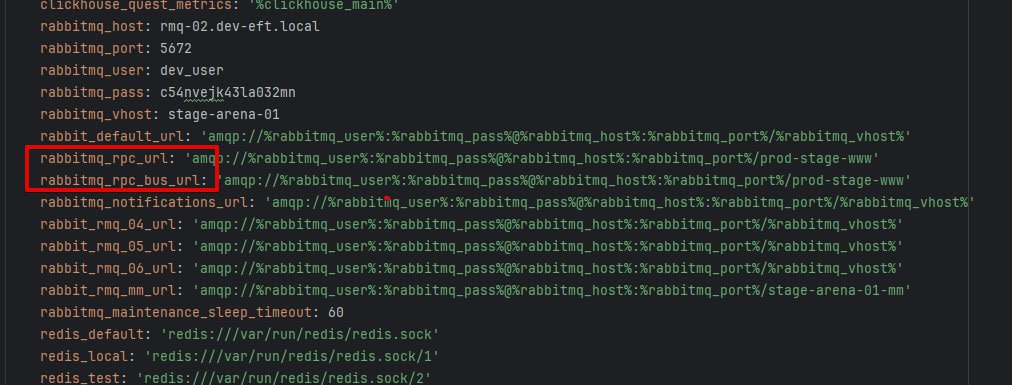 clickhouse_quest_metrics: '%clickhouse_main%'
rabbitmq_host: rmq-02.dev-eft.local
rabbitmq_port: 5672
rabbitmq_user: dev_user
rabbitmq_pass: c54nvejk43la032mn
rabbitmq_vhost: stage-arena-01
rabbit_default_url: 'amqp://%rabbitmq_user%:%rabbitmq_pass%@%rabbitmq_host%:%rabbitmq_port%/%rabbitmq_vhost%'
rabbitmq_rpc_url: 'amqp://%rabbitmq_user%:%rabbitmq_pass%@%rabbitmq_host%:%rabbitmq_port%/prod-stage-www'
rabbitmq_rpc_bus_url: 'amqp://%rabbitmq_user%:%rabbitmq_pass%@%rabbitmq_host%:%rabbitmq_port%/prod-stage-www'
rabbitmq_notifications_url: 'amqp://%rabbitmq_user%:%rabbitmq_pass%@%rabbitmq_host%:%rabbitmq_port%/%rabbitmq_vhost%'
rabbit_rmq_04_url: 'amqp://%rabbitmq_user%:%rabbitmq_pass%@%rabbitmq_host%:%rabbitmq_port%/%rabbitmq_vhost%'
rabbit_rmq_05_url: 'amqp://%rabbitmq_user%:%rabbitmq_pass%@%rabbitmq_host%:%rabbitmq_port%/%rabbitmq_vhost%'
rabbit_rmq_06_url: 'amqp://%rabbitmq_user%:%rabbitmq_pass%@%rabbitmq_host%:%rabbitmq_port%/%rabbitmq_vhost%'
rabbit_rmq_mm_url: 'amqp://%rabbitmq_user%:%rabbitmq_pass%@%rabbitmq_host%:%rabbitmq_port%/stage-arena-01-mm'
rabbitmq_maintenance_sleep_timeout: 60
redis_default: 'redis:///var/run/redis/redis.sock'
redis_local: 'redis:///var/run/redis/redis.sock/1'
redis_test: 'redis:///var/run/redis/redis.sock/2'